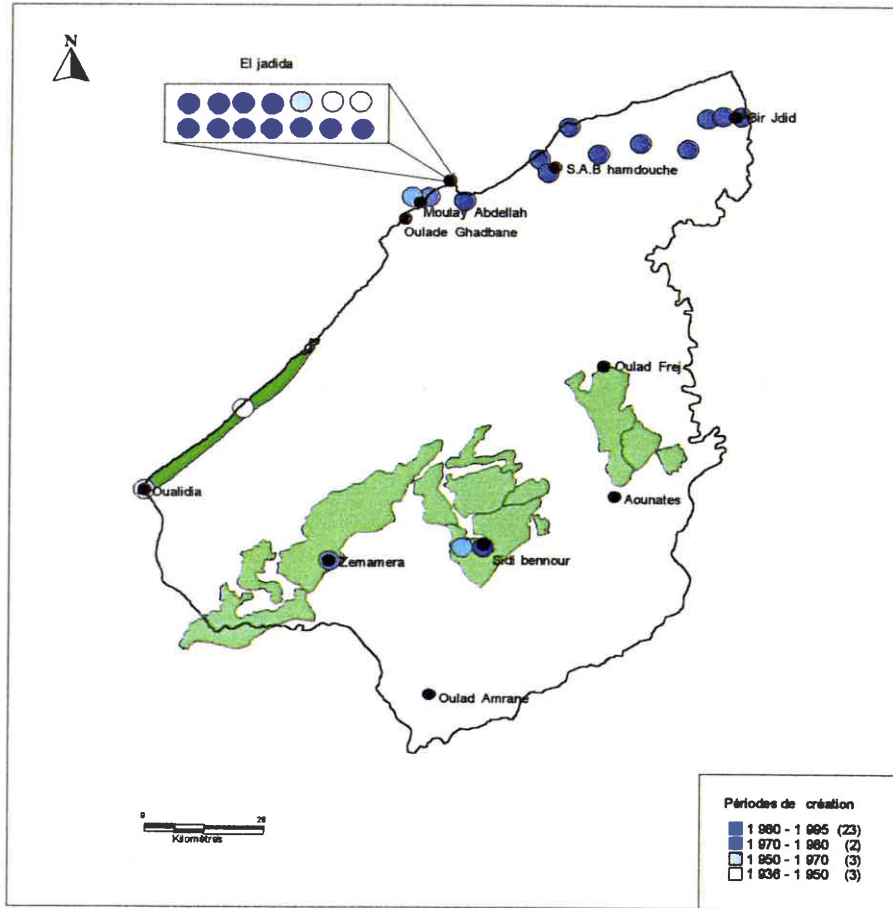 N
El jadida
Bir Jdid
S.A.B hamdouche
Moulay Abdellah
Oulade Ghadbane
Oulad Frej
Oualidia
Aounates
Zemamera
Sidi bennour
Oulad Amrane
Kilomètres
Périodes de création
1 980 - 1 995 (23)
1 970 - 1 980 (2)
1 950 - 1 970 (3)
1 936 - 1 950 (3)